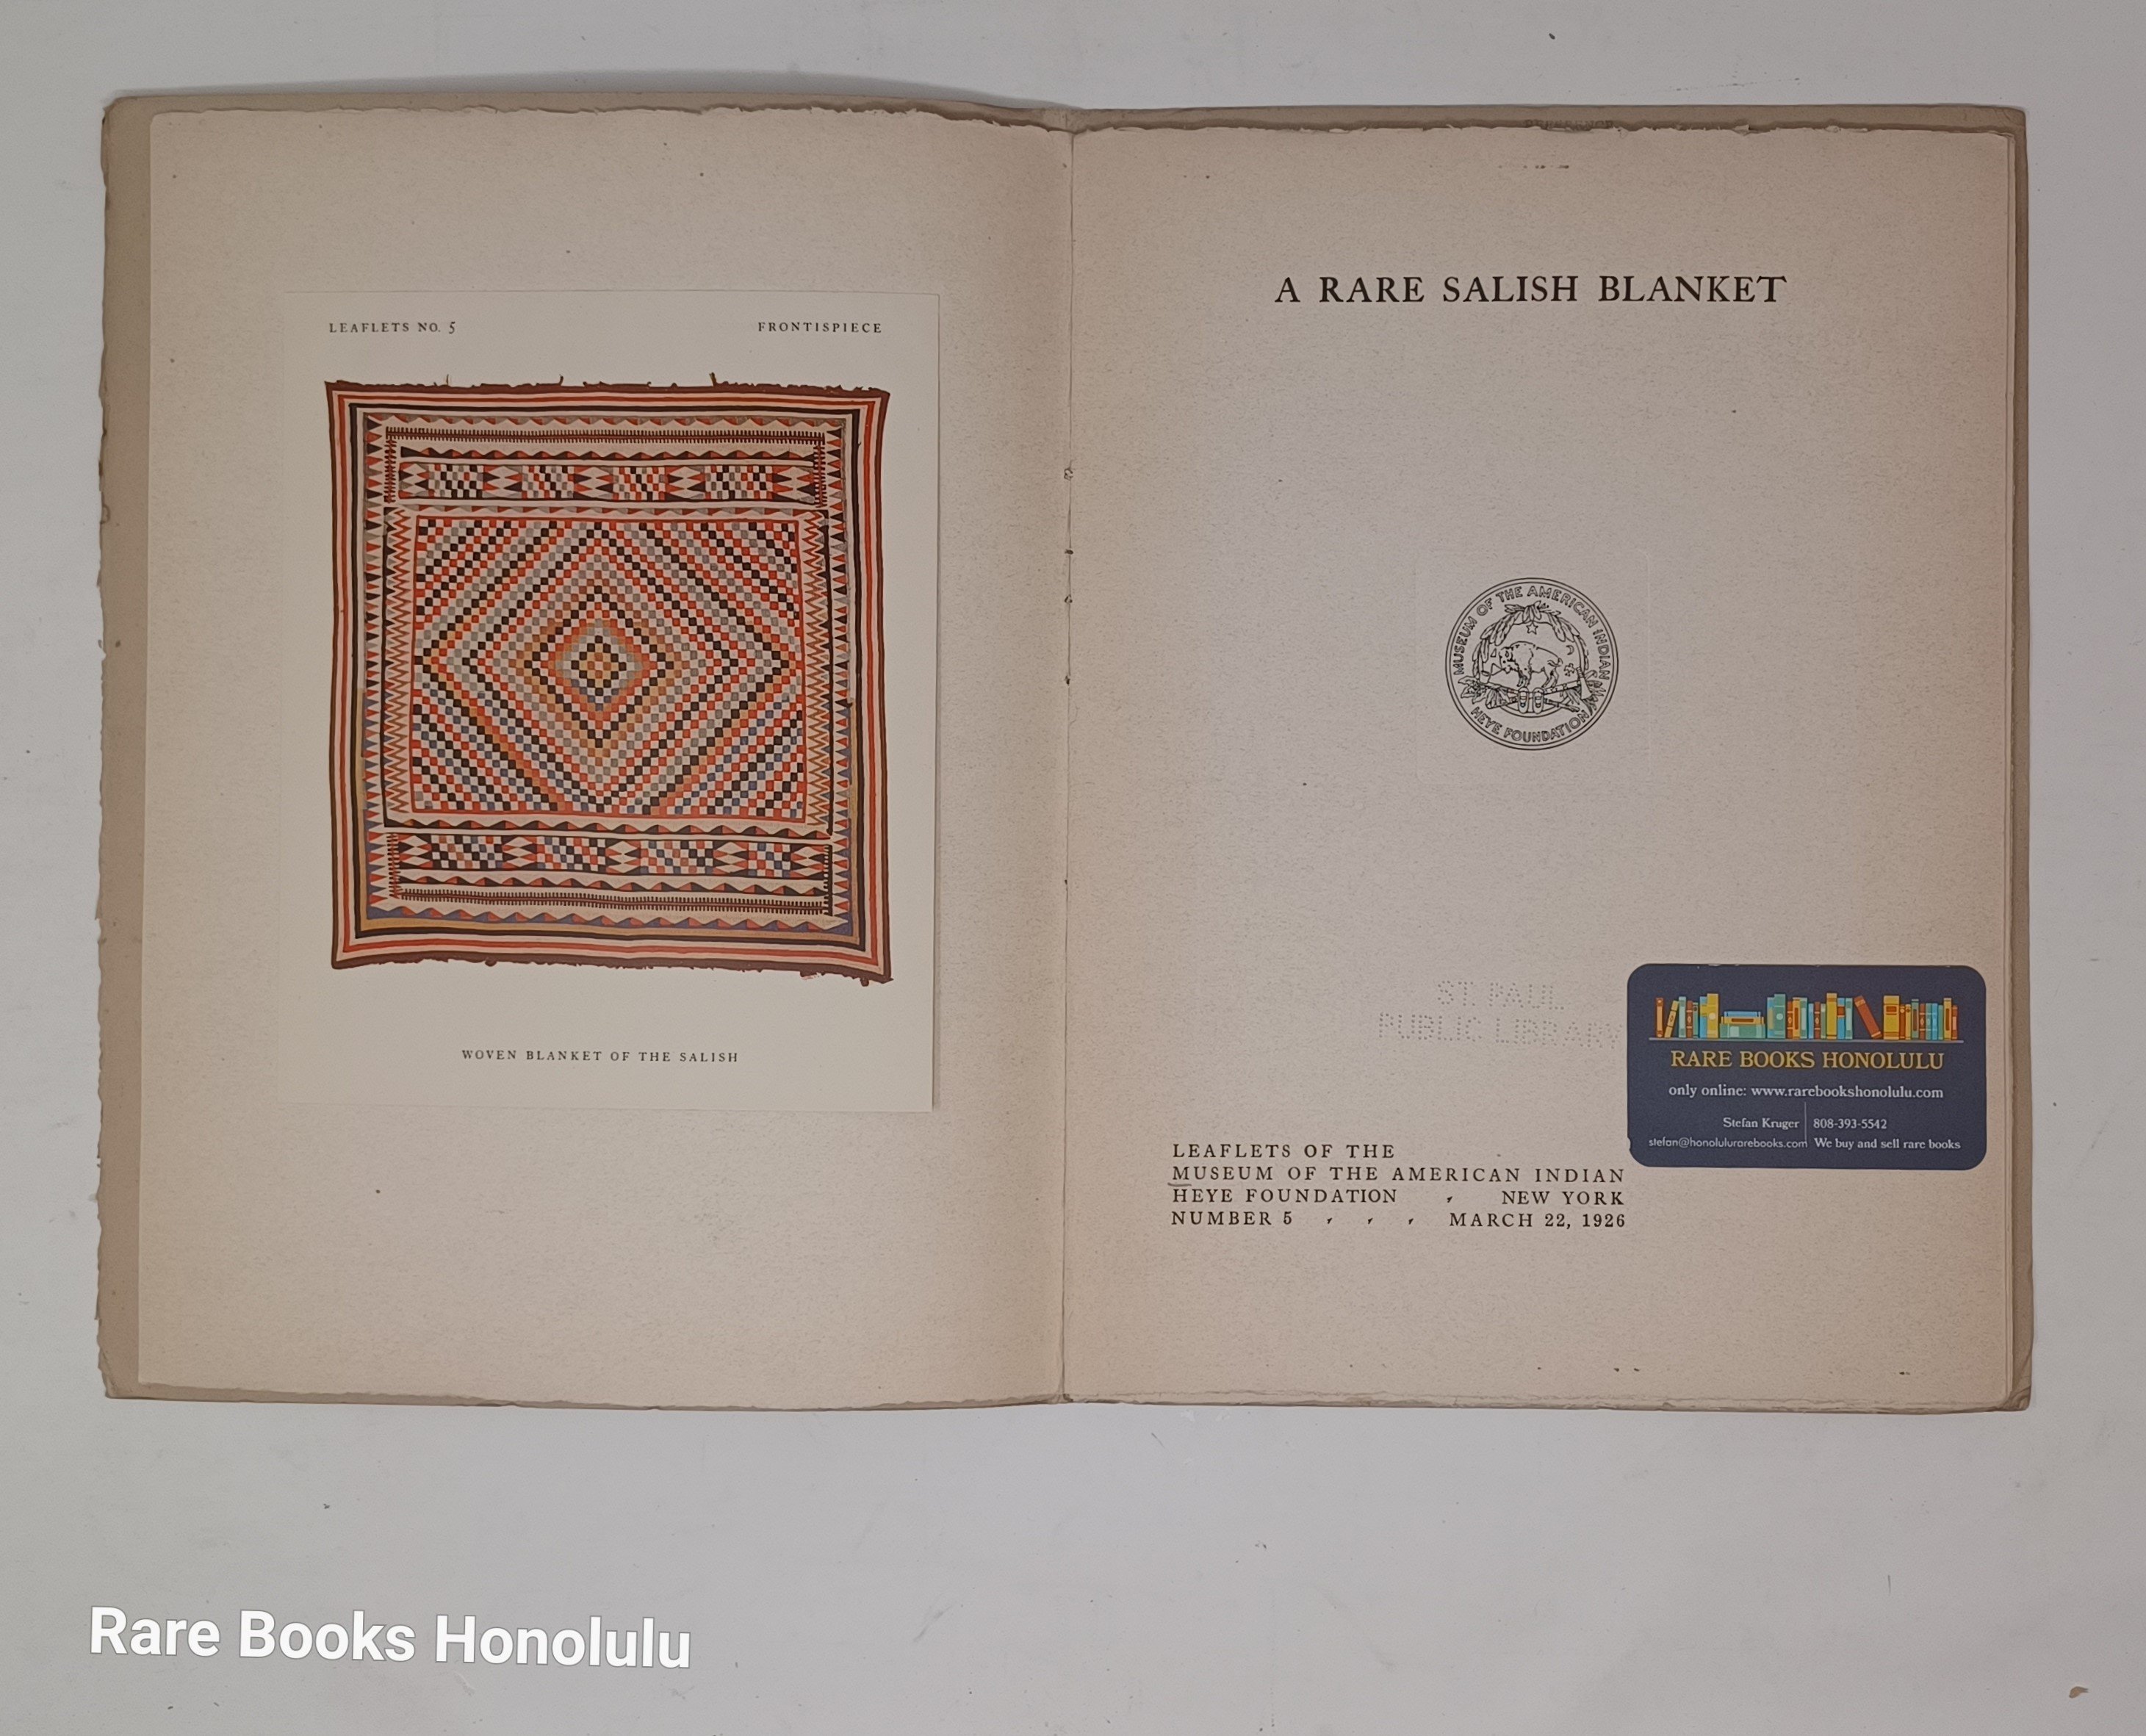 LEAFLETS NO. 5 FRONTISPIECE
WOVEN BLANKET OF THE SALISH
A RARE SALISH BLANKET
MUSEUM OF THE AMERICAN INDIAN
HEYE FOUNDATION
ST. PAUL
PUBLIC LIBRARY
RARE BOOKS HONOLULU
only online: www.rarebookshonolulu.com
Stefan Kruger 808-393-5542
stefan@honolulurarebooks.com We buy and sell rare books
LEAFLETS OF THE
MUSEUM OF THE AMERICAN INDIAN
HEYE FOUNDATION , NEW YORK
NUMBER 5 , , , MARCH 22, 1926
Rare Books Honolulu